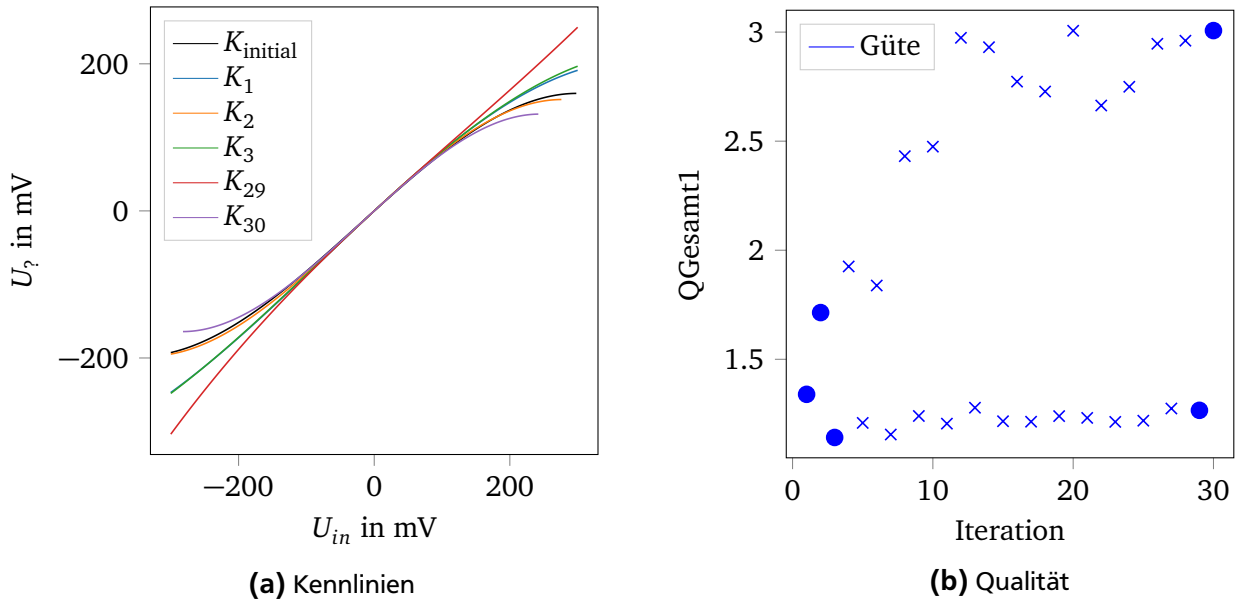 K_initial
K_1
K_2
K_3
K_29
K_30
200
0
−200
U_? in mV
−200 0 200
U_in in mV
(a) Kennlinien
Güte
3
2.5
2
1.5
QGesamt1
0 10 20 30
Iteration
(b) Qualität